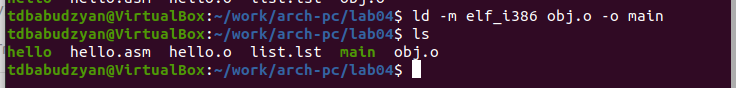 tdbabudzyan@VirtualBox:~/work/arch-pc/lab04$ ld -m elf_i386 obj.o -o main
tdbabudzyan@VirtualBox:~/work/arch-pc/lab04$ ls
hello  hello.asm  hello.o  list.lst  main  obj.o
tdbabudzyan@VirtualBox:~/work/arch-pc/lab04$